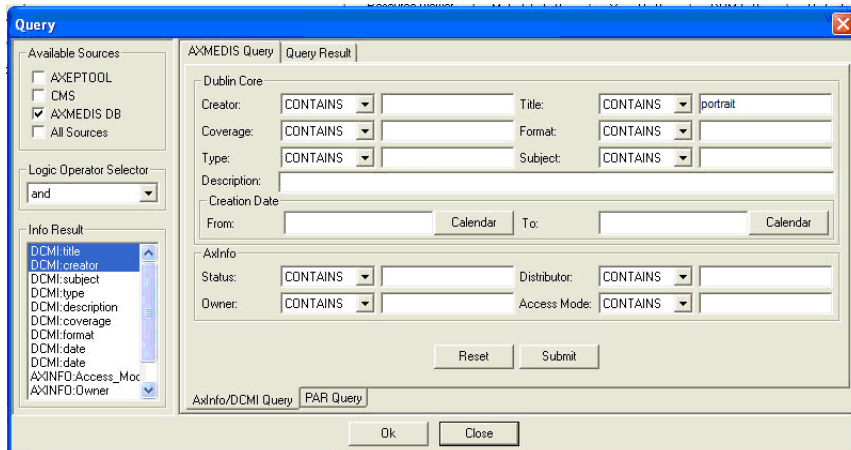 Query
Available Sources
AXEPTOOL
CMS
AXMEDIS DB
All Sources
Logic Operator Selector
and
Info Result
DCMI:title
DCMI:creator
DCMI:subject
DCMI:type
DCMI:description
DCMI:coverage
DCMI:format
DCMI:date
DCMI:date
AXINFO:Access_Moc
AXINFO:Owner
AXMEDIS Query Query Result
Dublin Core
Creator: CONTAINS Title: CONTAINS portrait
Coverage: CONTAINS Format: CONTAINS
Type: CONTAINS Subject: CONTAINS
Description:
Creation Date
From: Calendar To: Calendar
AxInfo
Status: CONTAINS Distributor: CONTAINS
Owner: CONTAINS Access Mode: CONTAINS
Reset Submit
AxInfo/DCMI Query PAR Query
Ok Close